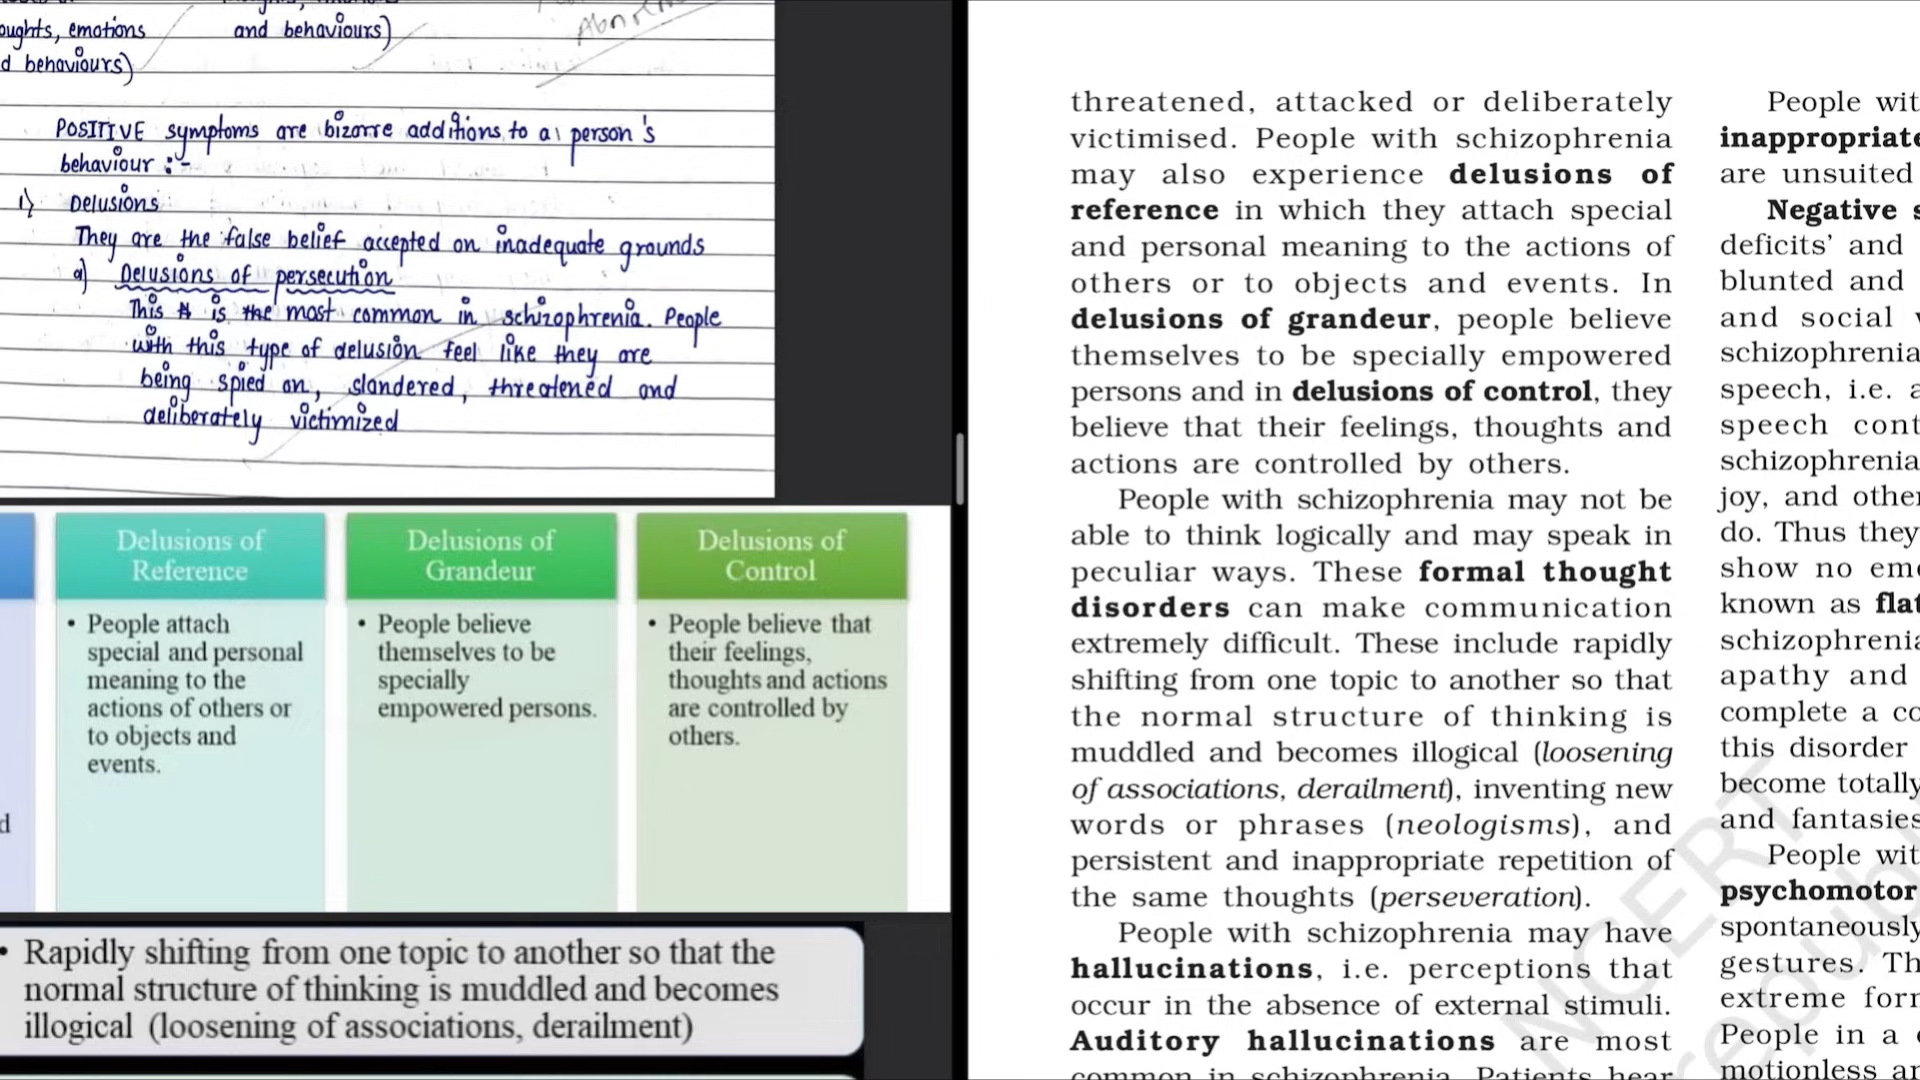 oughts, emotions
d behaviours)
and behaviours)
POSITIVE symptoms are bizarre additions to a person's
behaviour :-
1) Delusions
They are the false belief accepted on inadequate grounds
a) Delusions of persecution
This is the most common in schizophrenia. People
with this type of delusion feel like they are
being spied on, slandered, threatened and
deliberately victimized
Delusions of
Reference
• People attach
special and personal
meaning to the
actions of others or
to objects and
events.
Delusions of
Grandeur
• People believe
themselves to be
specially
empowered persons.
Delusions of
Control
• People believe that
their feelings,
thoughts and actions
are controlled by
others.
d
• Rapidly shifting from one topic to another so that the
normal structure of thinking is muddled and becomes
illogical (loosening of associations, derailment)
threatened, attacked or deliberately
victimised. People with schizophrenia
may also experience delusions of
reference in which they attach special
and personal meaning to the actions of
others or to objects and events. In
delusions of grandeur, people believe
themselves to be specially empowered
persons and in delusions of control, they
believe that their feelings, thoughts and
actions are controlled by others.
People with schizophrenia may not be
able to think logically and may speak in
peculiar ways. These formal thought
disorders can make communication
extremely difficult. These include rapidly
shifting from one topic to another so that
the normal structure of thinking is
muddled and becomes illogical (loosening
of associations, derailment), inventing new
words or phrases (neologisms), and
persistent and inappropriate repetition of
the same thoughts (perseveration).
People with schizophrenia may have
hallucinations, i.e. perceptions that
occur in the absence of external stimuli.
Auditory hallucinations are most
common in schizophrenia. Patients hear
People wit
inappropriate
are unsuited
Negative s
deficits' and
blunted and
and social
schizophrenia
speech, i.e. a
speech cont
schizophrenia
joy, and other
do. Thus they
show no emo
known as flat
schizophrenia
apathy and
complete a co
this disorder
become totally
and fantasies
People wit
psychomotor
spontaneously
gestures. Th
extreme form
People in a c
motionless an
NCERT
republ